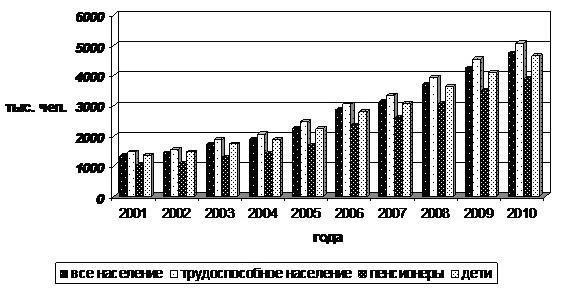 6000
5000
4000
тыс. чел. 3000
2000
1000
0
2001 2002 2003 2004 2005 2006 2007 2008 2009 2010
года
все население трудоспособное население пенсионеры дети